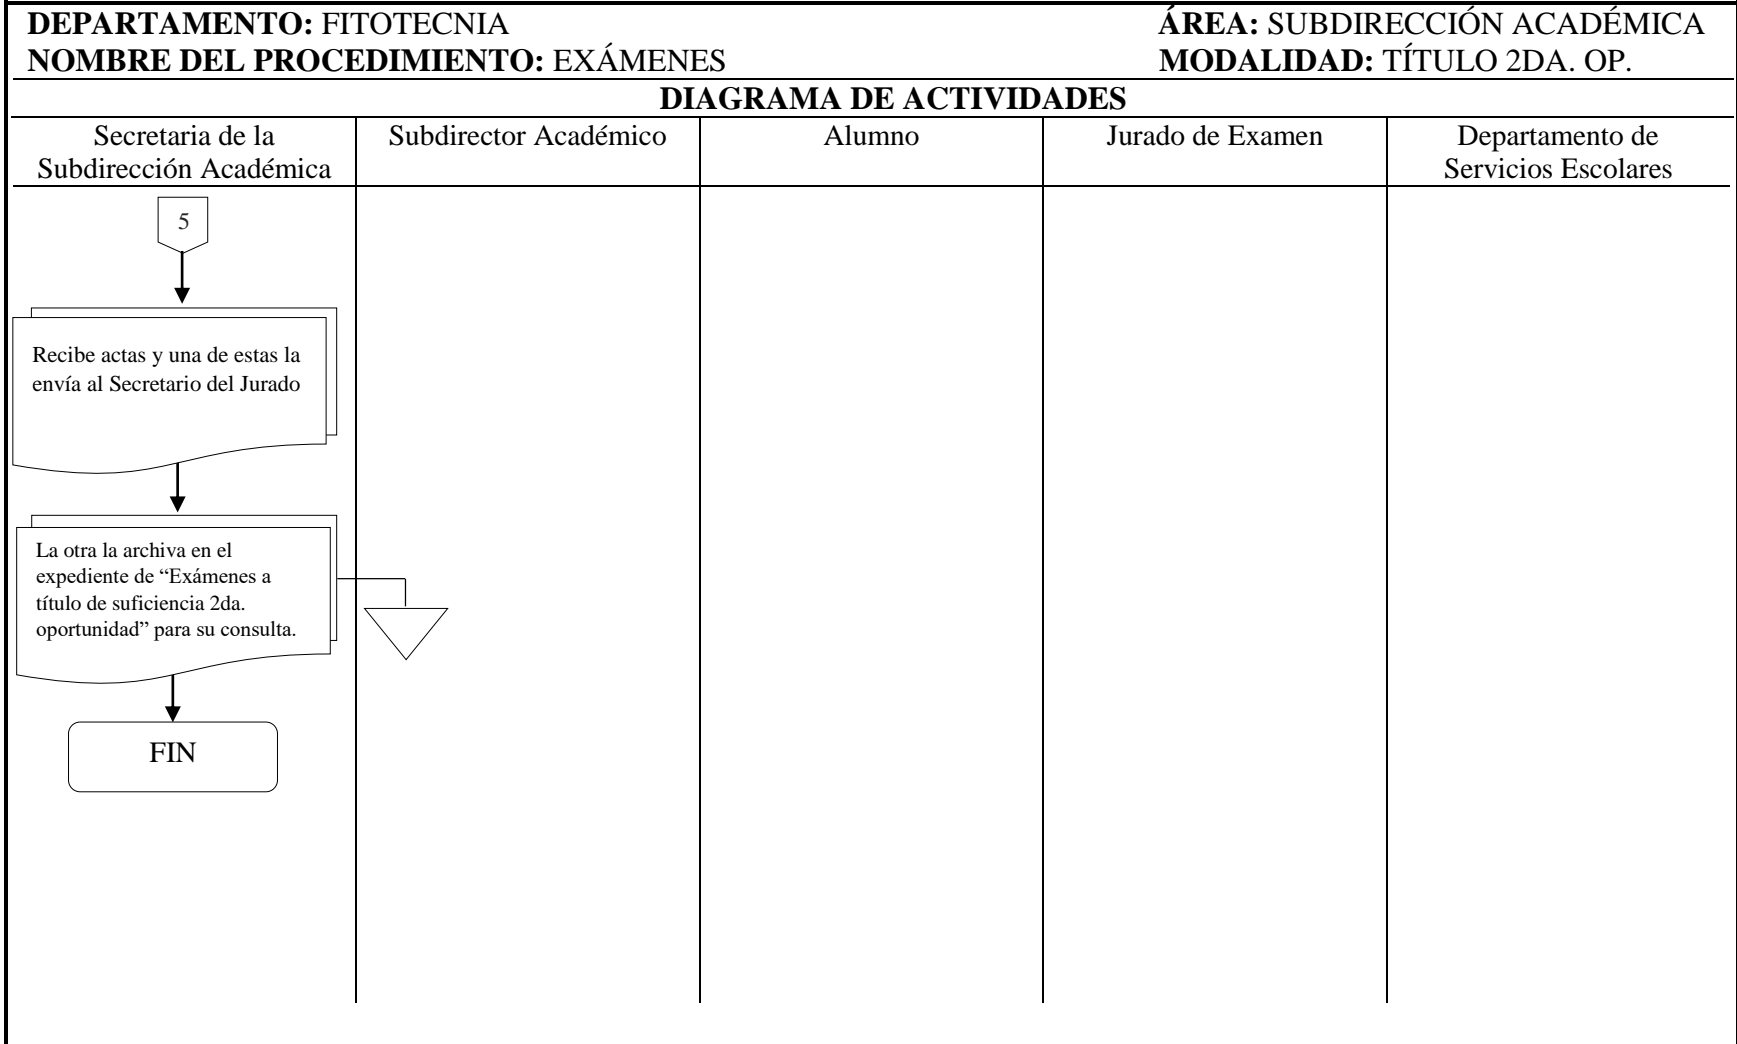 DEPARTAMENTO: FITOTECNIA
ÁREA: SUBDIRECCIÓN ACADÉMICA
NOMBRE DEL PROCEDIMIENTO: EXÁMENES
MODALIDAD: TÍTULO 2DA. OP.
DIAGRAMA DE ACTIVIDADES
Secretaria de la
Subdirección Académica
Subdirector Académico
Alumno
Jurado de Examen
Departamento de
Servicios Escolares
5
Recibe actas y una de estas la
envía al Secretario del Jurado
La otra la archiva en el
expediente de “Exámenes a
título de suficiencia 2da.
oportunidad” para su consulta.
FIN